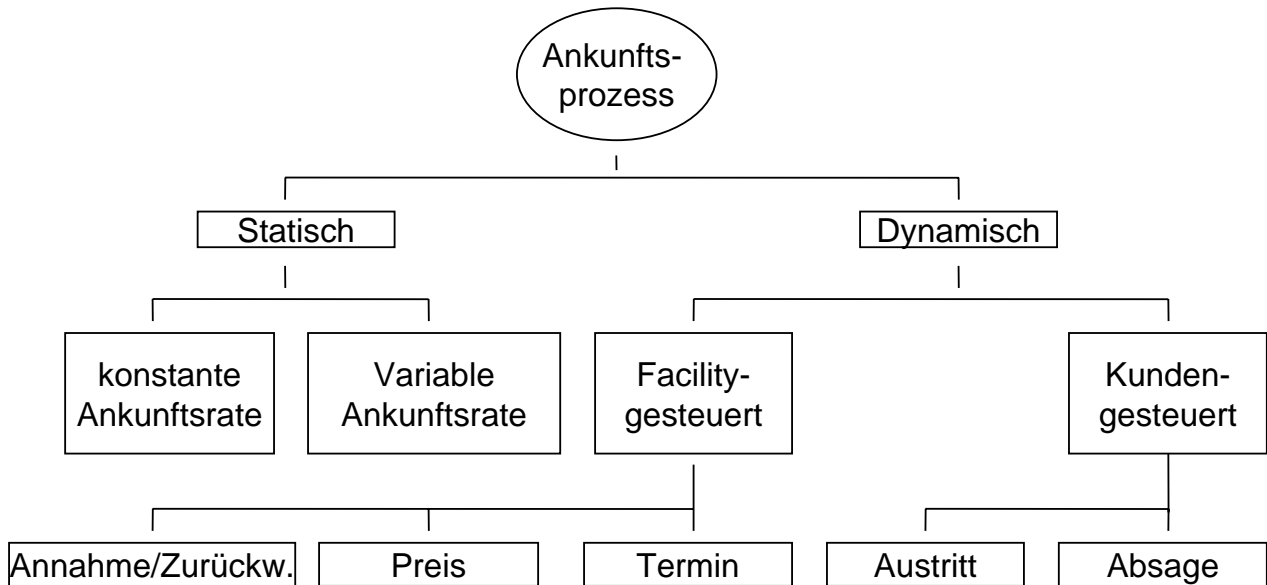 Ankunfts-
prozess
Statisch
Dynamisch
konstante
Ankunftsrate
Variable
Ankunftsrate
Facility-
gesteuert
Kunden-
gesteuert
Annahme/Zurückw.
Preis
Termin
Austritt
Absage